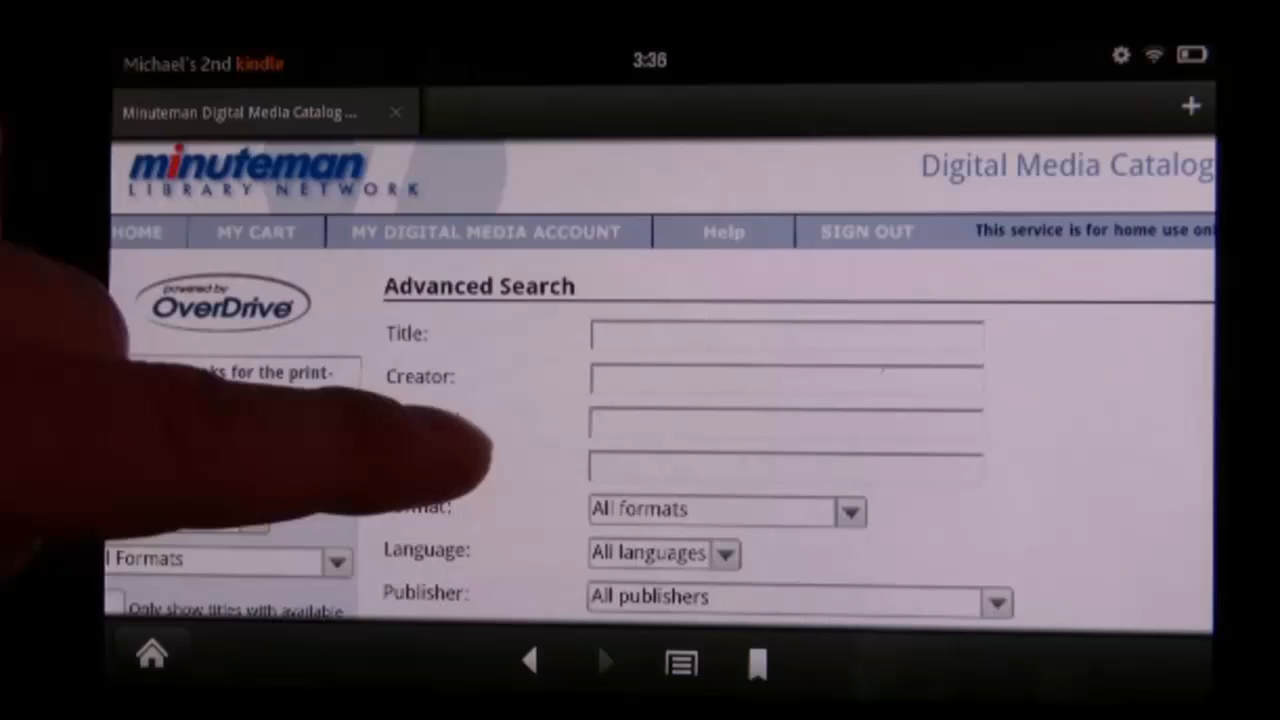 Michael's 2nd kindle
3:36
Minuteman Digital Media Catalog ...
minuteman
LIBRARY NETWORK
Digital Media Catalog
HOME
MY CART
MY DIGITAL MEDIA ACCOUNT
Help
SIGN OUT
This service is for home use onl
powered by
OverDrive
Advanced Search
Title:
for the print-
Creator:
All formats
Formats
Language:
All languages
Publisher:
All publishers
Only show titles with available